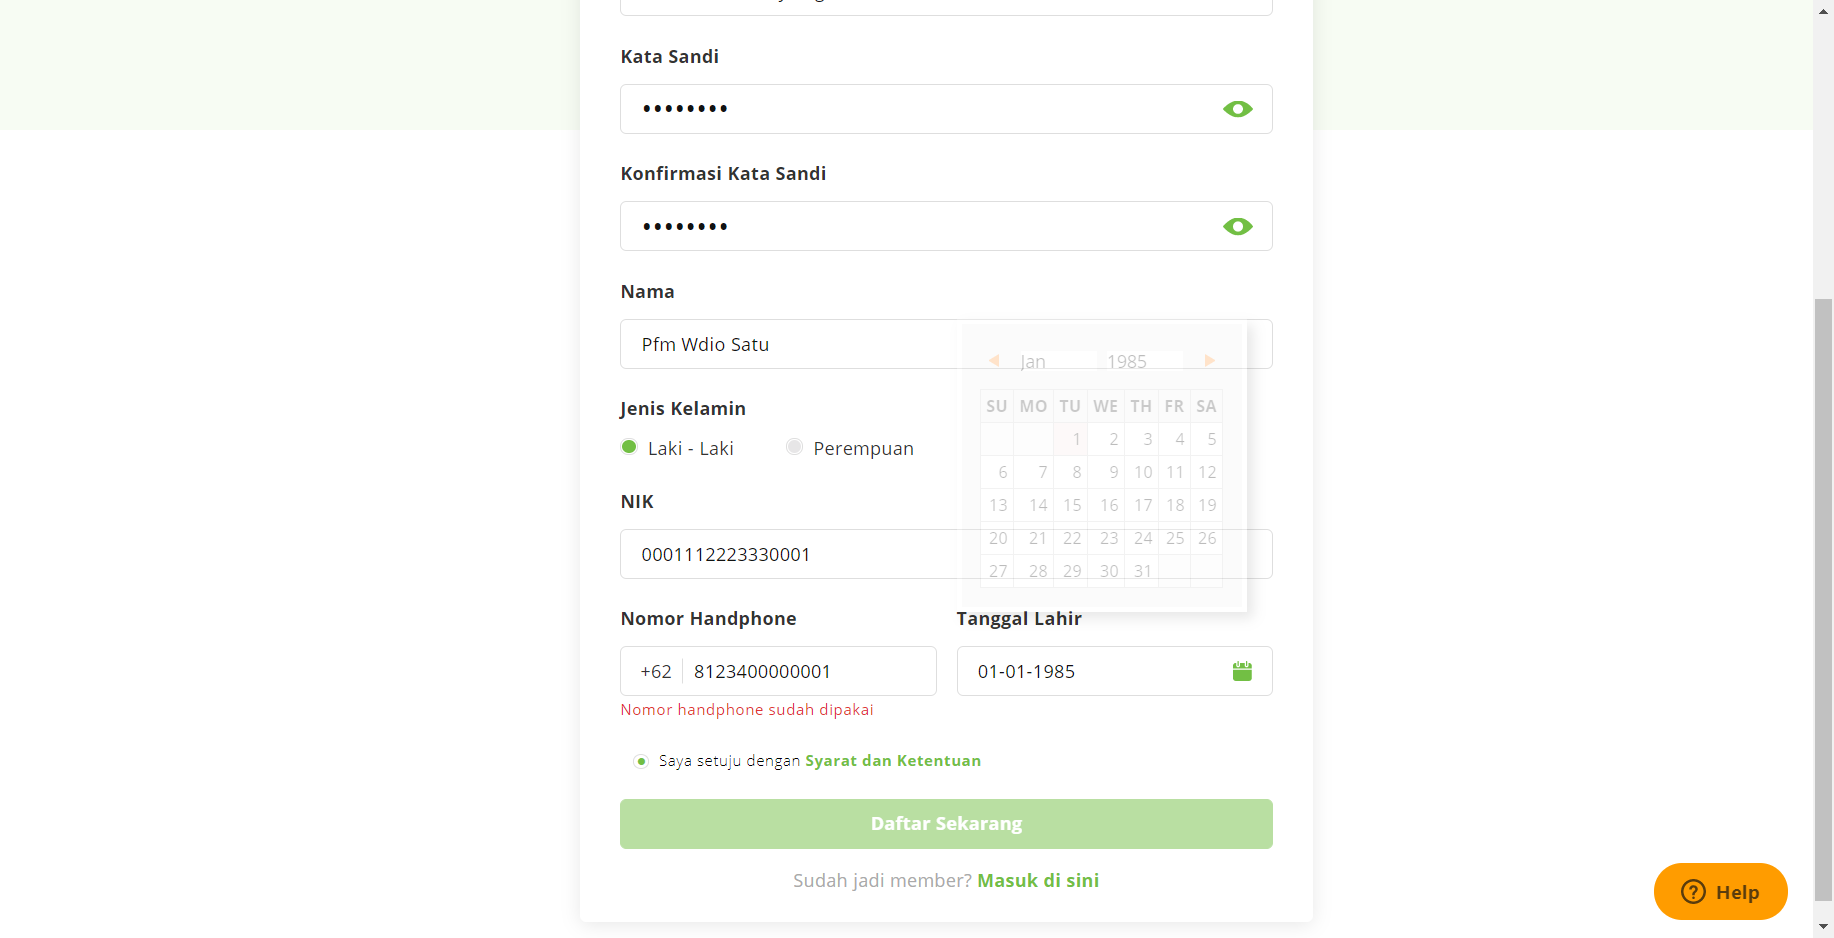 Kata Sandi
••••••••
Konfirmasi Kata Sandi
••••••••
Nama
Pfm Wdio Satu
Jan 1985
SU MO TU WE TH FR SA
1 2 3 4 5
6 7 8 9 10 11 12
13 14 15 16 17 18 19
20 21 22 23 24 25 26
27 28 29 30 31
Jenis Kelamin
Laki - Laki Perempuan
NIK
0001112223330001
Nomor Handphone Tanggal Lahir
+62 8123400000001 01-01-1985
Nomor handphone sudah dipakai
Saya setuju dengan Syarat dan Ketentuan
Daftar Sekarang
Sudah jadi member? Masuk di sini
Help